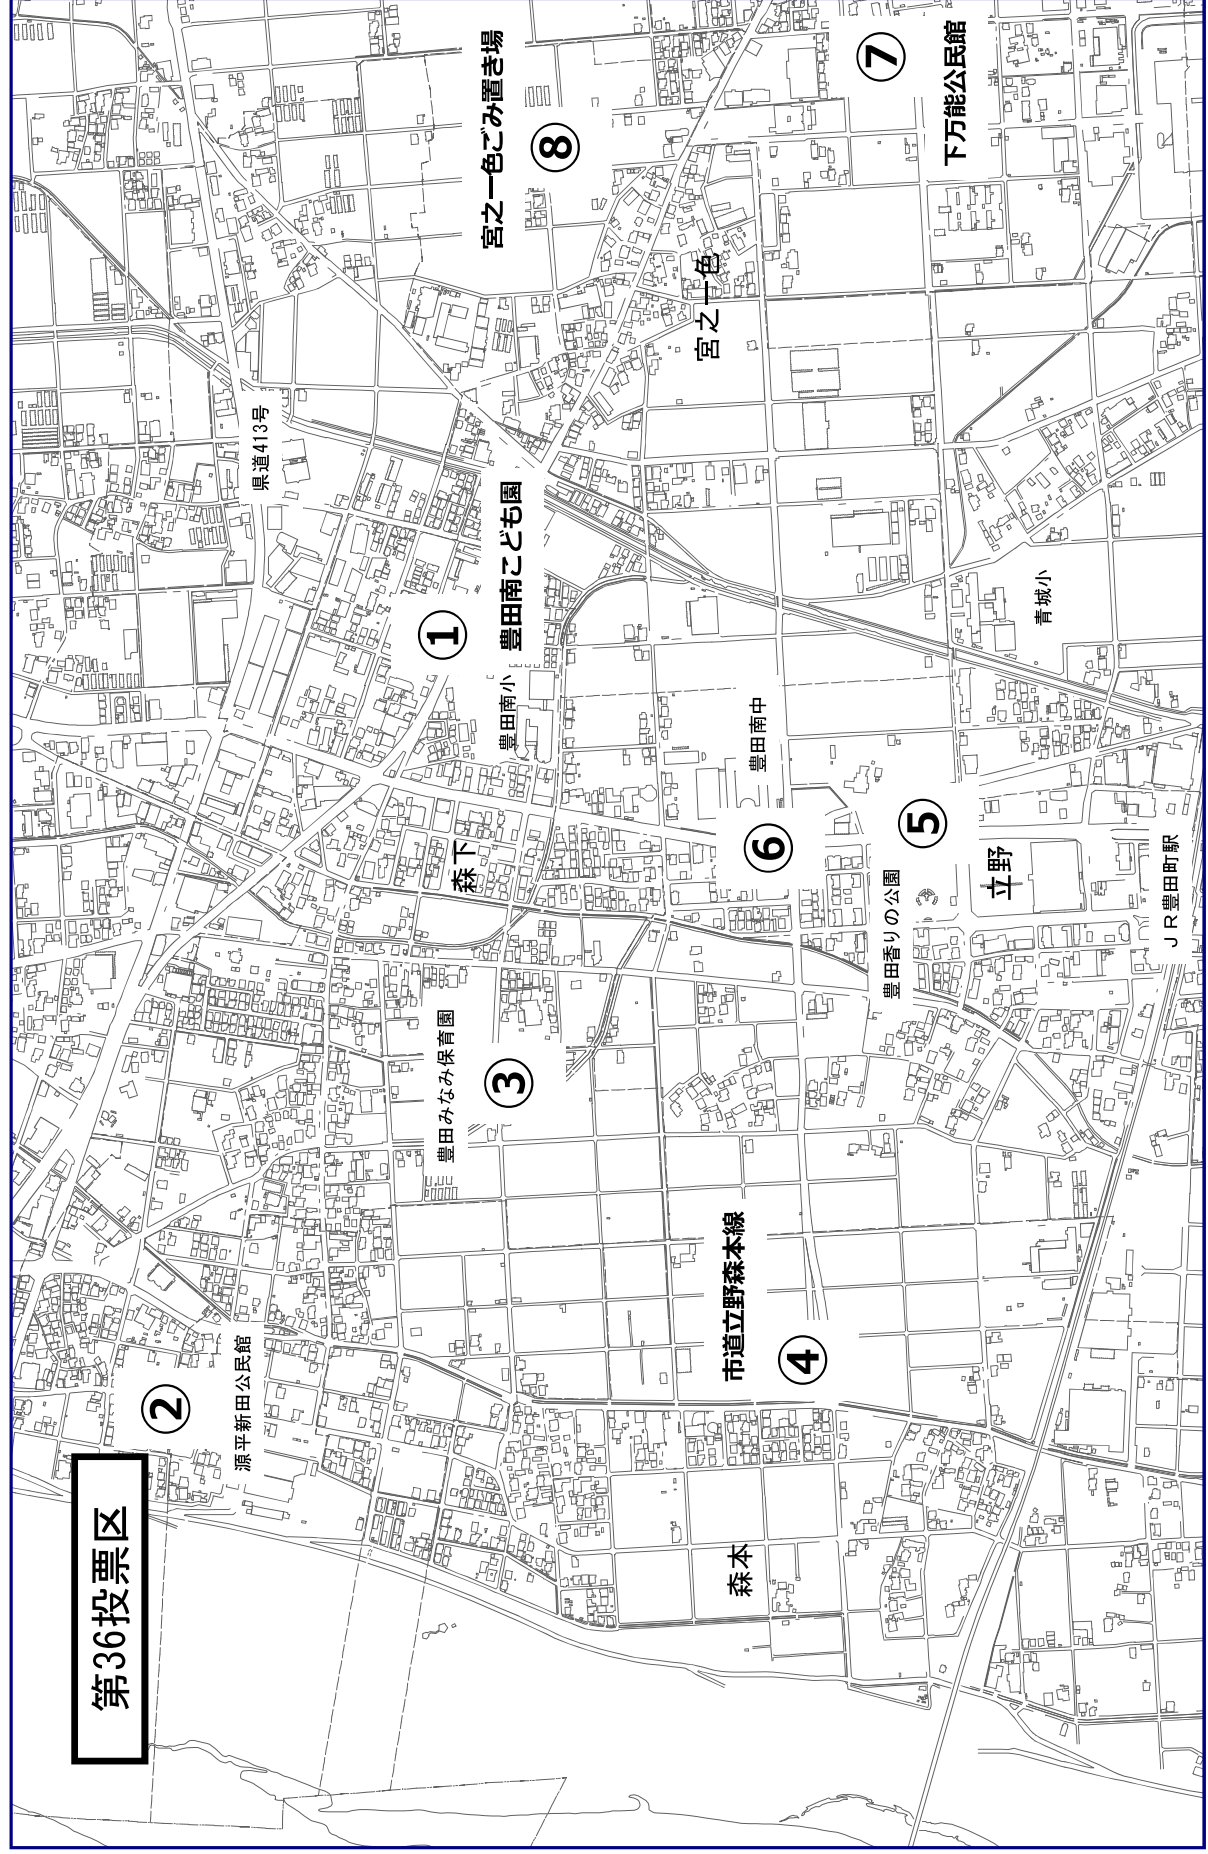 第36投票区
②
源平新田公民館
県道413号
①
豊田南こども園
豊田南小
森下
③
豊田みなみ保育園
⑧
宮之一色ごみ置き場
宮之一色
④
市道立野森本線
森本
⑥
豊田南中
⑤
豊田香りの公園
立野
⑦
下万能公民館
青城小
JR豊田町駅